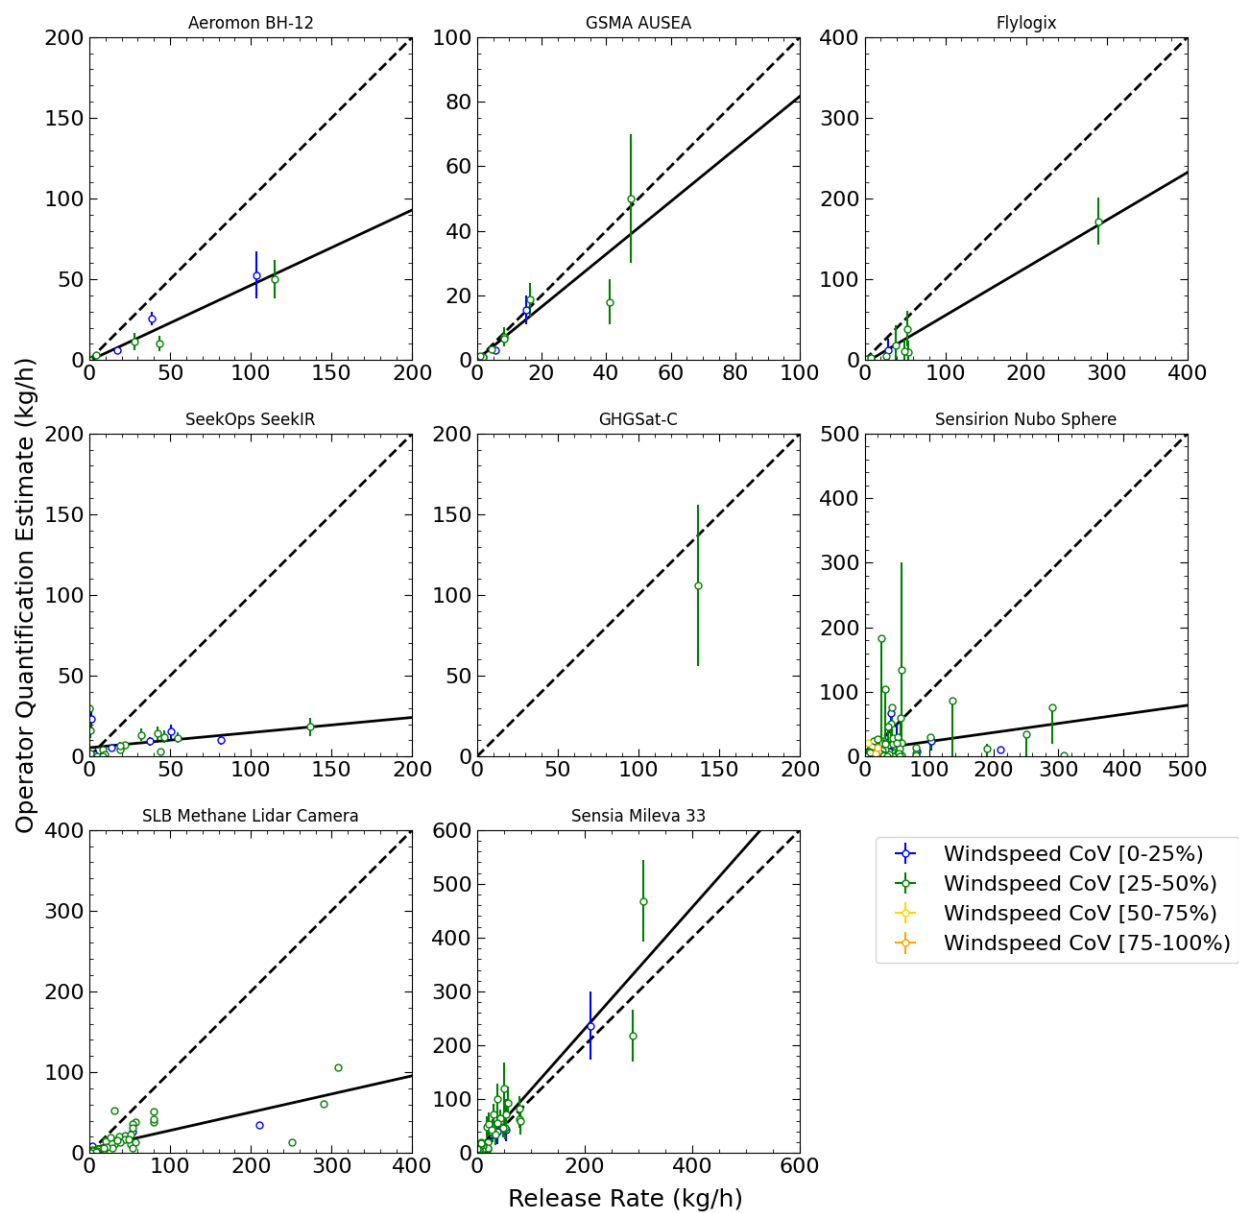 Aeromon BH-12
GSMA AUSEA
Flylogix
200
150
100
50
0
0 50 100 150 200
100
80
60
40
20
0
0 20 40 60 80 100
400
300
200
100
0
0 100 200 300 400
Operator Quantification Estimate (kg/h)
SeekOps SeekIR
GHGSat-C
Sensirion Nubo Sphere
200
150
100
50
0
0 50 100 150 200
200
150
100
50
0
0 50 100 150 200
500
400
300
200
100
0
0 100 200 300 400 500
SLB Methane Lidar Camera
Sensia Mileva 33
400
300
200
100
0
0 100 200 300 400
600
500
400
300
200
100
0
0 200 400 600
Windspeed CoV [0-25%)
Windspeed CoV [25-50%)
Windspeed CoV [50-75%)
Windspeed CoV [75-100%)
Release Rate (kg/h)